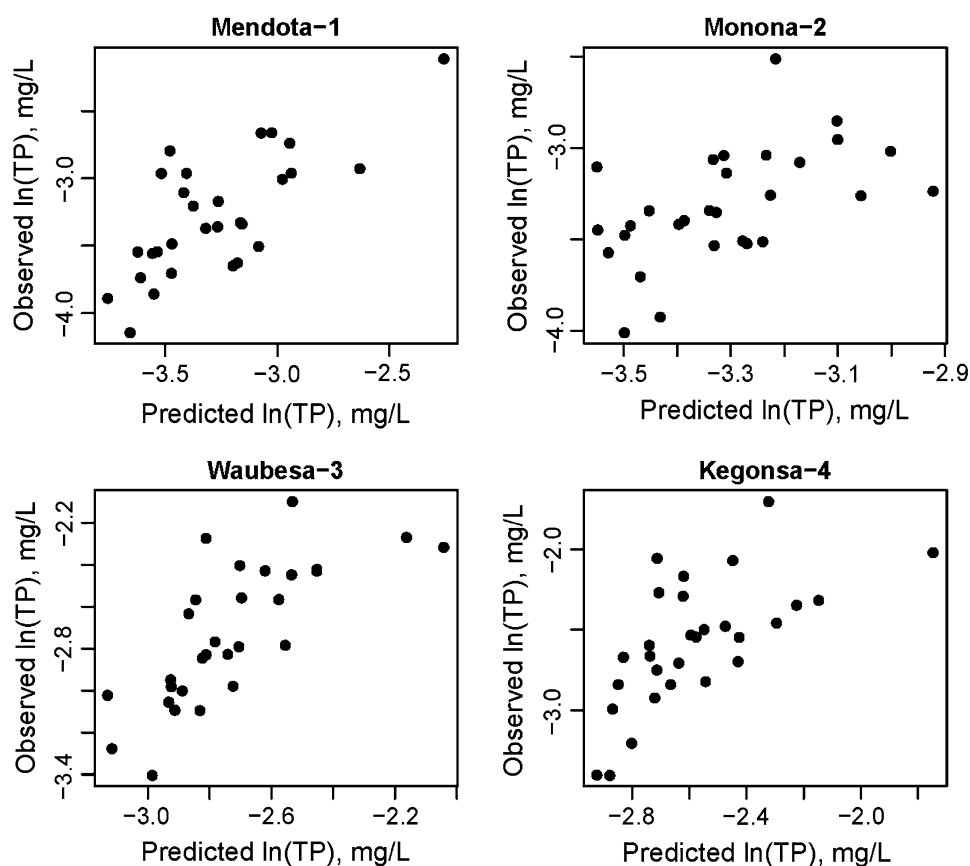 Mendota−1
Observed ln(TP), mg/L
−3.0
−4.0
−3.5
−3.0
−2.5
Predicted ln(TP), mg/L
Monona−2
Observed ln(TP), mg/L
−3.0
−4.0
−3.5
−3.3
−3.1
−2.9
Predicted ln(TP), mg/L
Waubesa−3
Observed ln(TP), mg/L
−2.2
−2.8
−3.4
−3.0
−2.6
−2.2
Predicted ln(TP), mg/L
Kegonsa−4
Observed ln(TP), mg/L
−2.0
−3.0
−2.8
−2.4
−2.0
Predicted ln(TP), mg/L